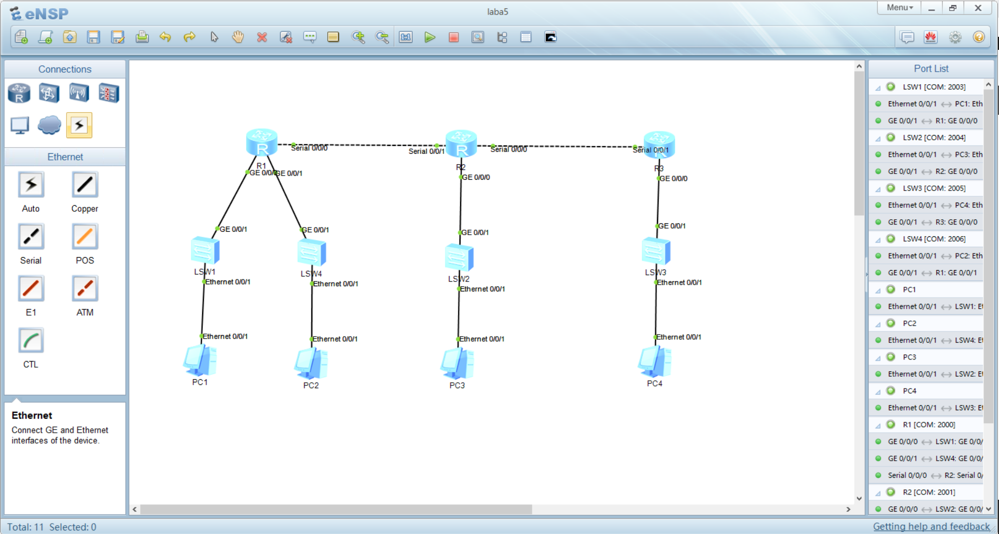 eNSP
laba5
Menu
Connections
R
Ethernet
Auto
Copper
Serial
POS
E1
ATM
CTL
Ethernet
Connect GE and Ethernet
interfaces of the device.
R
R1
Serial 0/0/0
Serial 0/0/1
R
R2
Serial 0/0/0
Serial 0/0/1
R3
GE 0/0/0
GE 0/0/1
GE 0/0/0
GE 0/0/0
GE 0/0/1
GE 0/0/1
GE 0/0/1
GE 0/0/1
LSW1
LSW4
LSW2
LSW3
Ethernet 0/0/1
Ethernet 0/0/1
Ethernet 0/0/1
Ethernet 0/0/1
Ethernet 0/0/1
Ethernet 0/0/1
Ethernet 0/0/1
Ethernet 0/0/1
PC1
PC2
PC3
PC4
Port List
LSW1 [COM: 2003]
Ethernet 0/0/1 ↔ PC1: Eth
GE 0/0/1 ↔ R1: GE 0/0/0
LSW2 [COM: 2004]
Ethernet 0/0/1 ↔ PC3: Eth
GE 0/0/1 ↔ R2: GE 0/0/0
LSW3 [COM: 2005]
Ethernet 0/0/1 ↔ PC4: Eth
GE 0/0/1 ↔ R3: GE 0/0/0
LSW4 [COM: 2006]
Ethernet 0/0/1 ↔ PC2: Eth
GE 0/0/1 ↔ R1: GE 0/0/1
PC1
Ethernet 0/0/1 ↔ LSW1: Et
PC2
Ethernet 0/0/1 ↔ LSW4: Et
PC3
Ethernet 0/0/1 ↔ LSW2: Et
PC4
Ethernet 0/0/1 ↔ LSW3: Et
R1 [COM: 2000]
GE 0/0/0 ↔ LSW1: GE 0/0/
GE 0/0/1 ↔ LSW4: GE 0/0/
Serial 0/0/0 ↔ R2: Serial 0/
R2 [COM: 2001]
GE 0/0/0 ↔ LSW2: GE 0/0/
Total: 11 Selected: 0
Getting help and feedback